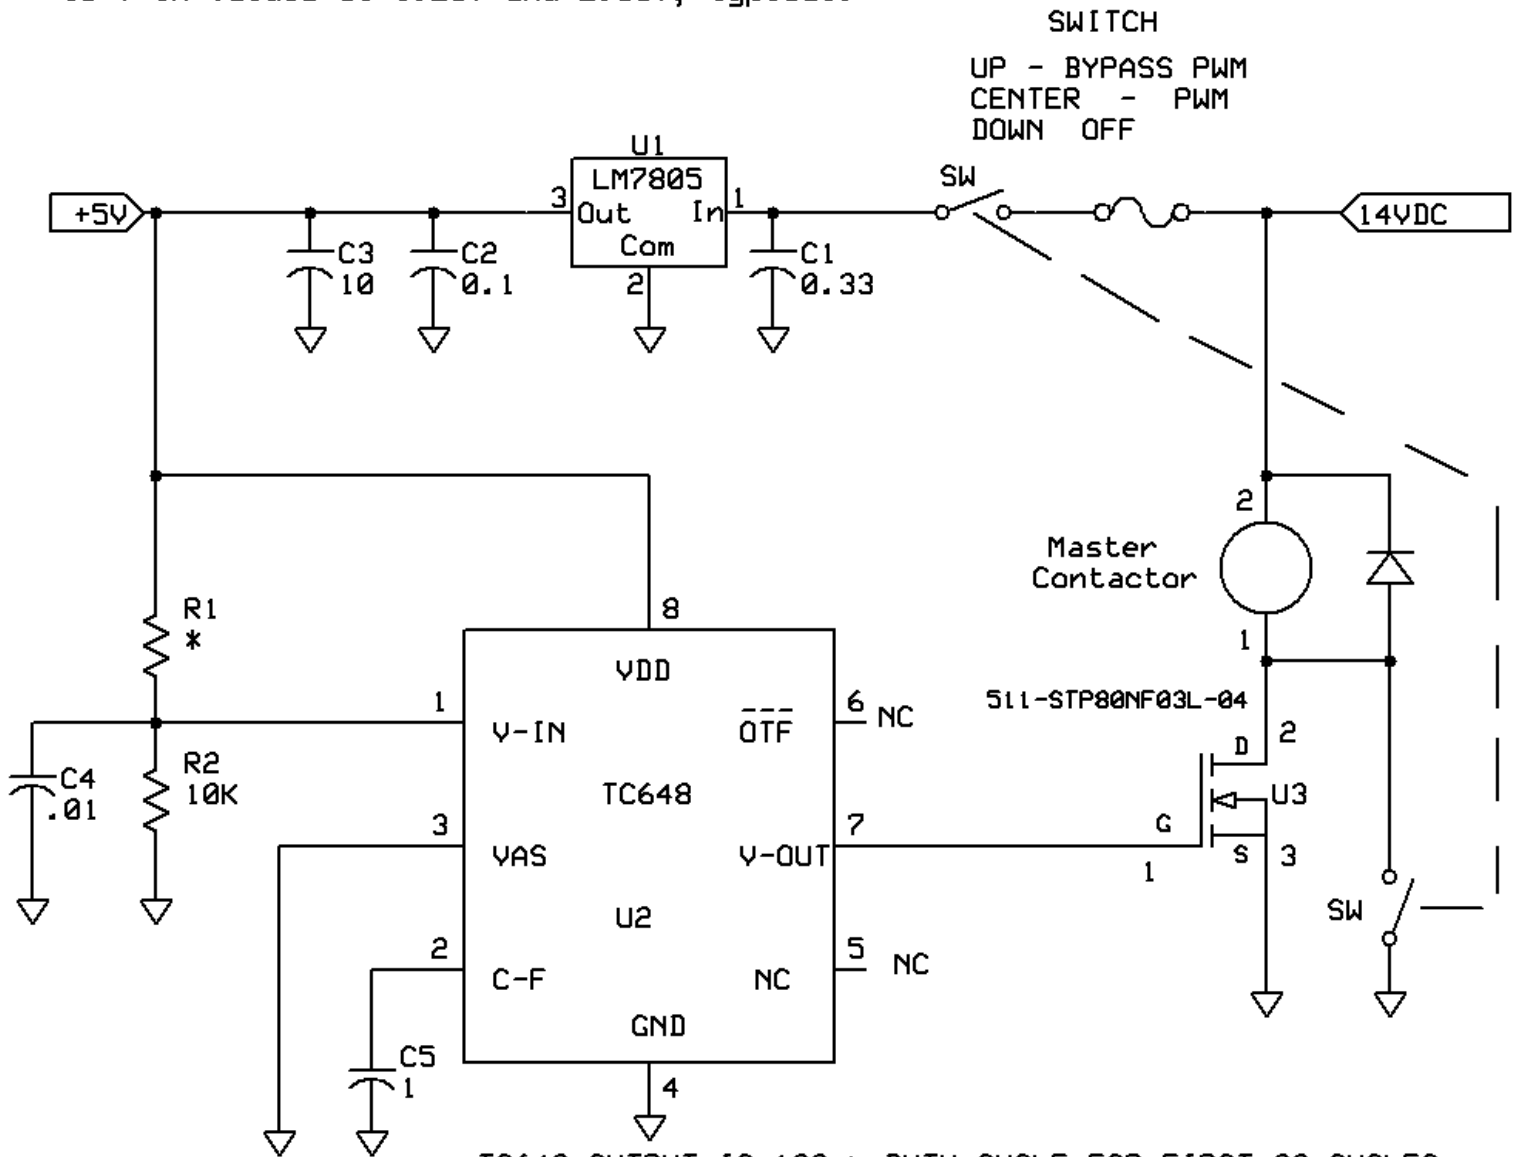 SWITCH
UP - BYPASS PWM
CENTER - PWM
DOWN OFF
U1
SW
LM7805
+5V
3
Out
In
1
14VDC
Com
C3
10
C2
0.1
2
C1
0.33
2
Master
Contactor
R1
*
8
1
VDD
511-STP80NF03L-04
1
V-IN
6
NC
OTF
D
2
C4
.01
R2
10K
TC648
U3
3
VAS
7
V-OUT
G
1
S
3
U2
SW
2
C-F
5
NC
NC
GND
C5
1
4